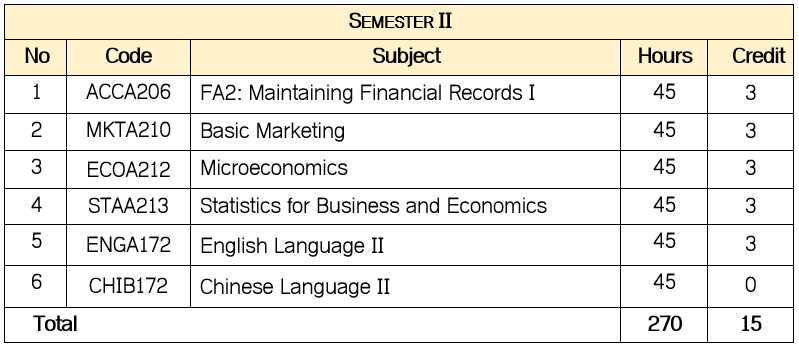 SEMESTER II
No Code Subject Hours Credit
1 ACCA206 FA2: Maintaining Financial Records I 45 3
2 MKTA210 Basic Marketing 45 3
3 ECOA212 Microeconomics 45 3
4 STAA213 Statistics for Business and Economics 45 3
5 ENGA172 English Language II 45 3
6 CHIB172 Chinese Language II 45 0
Total 270 15